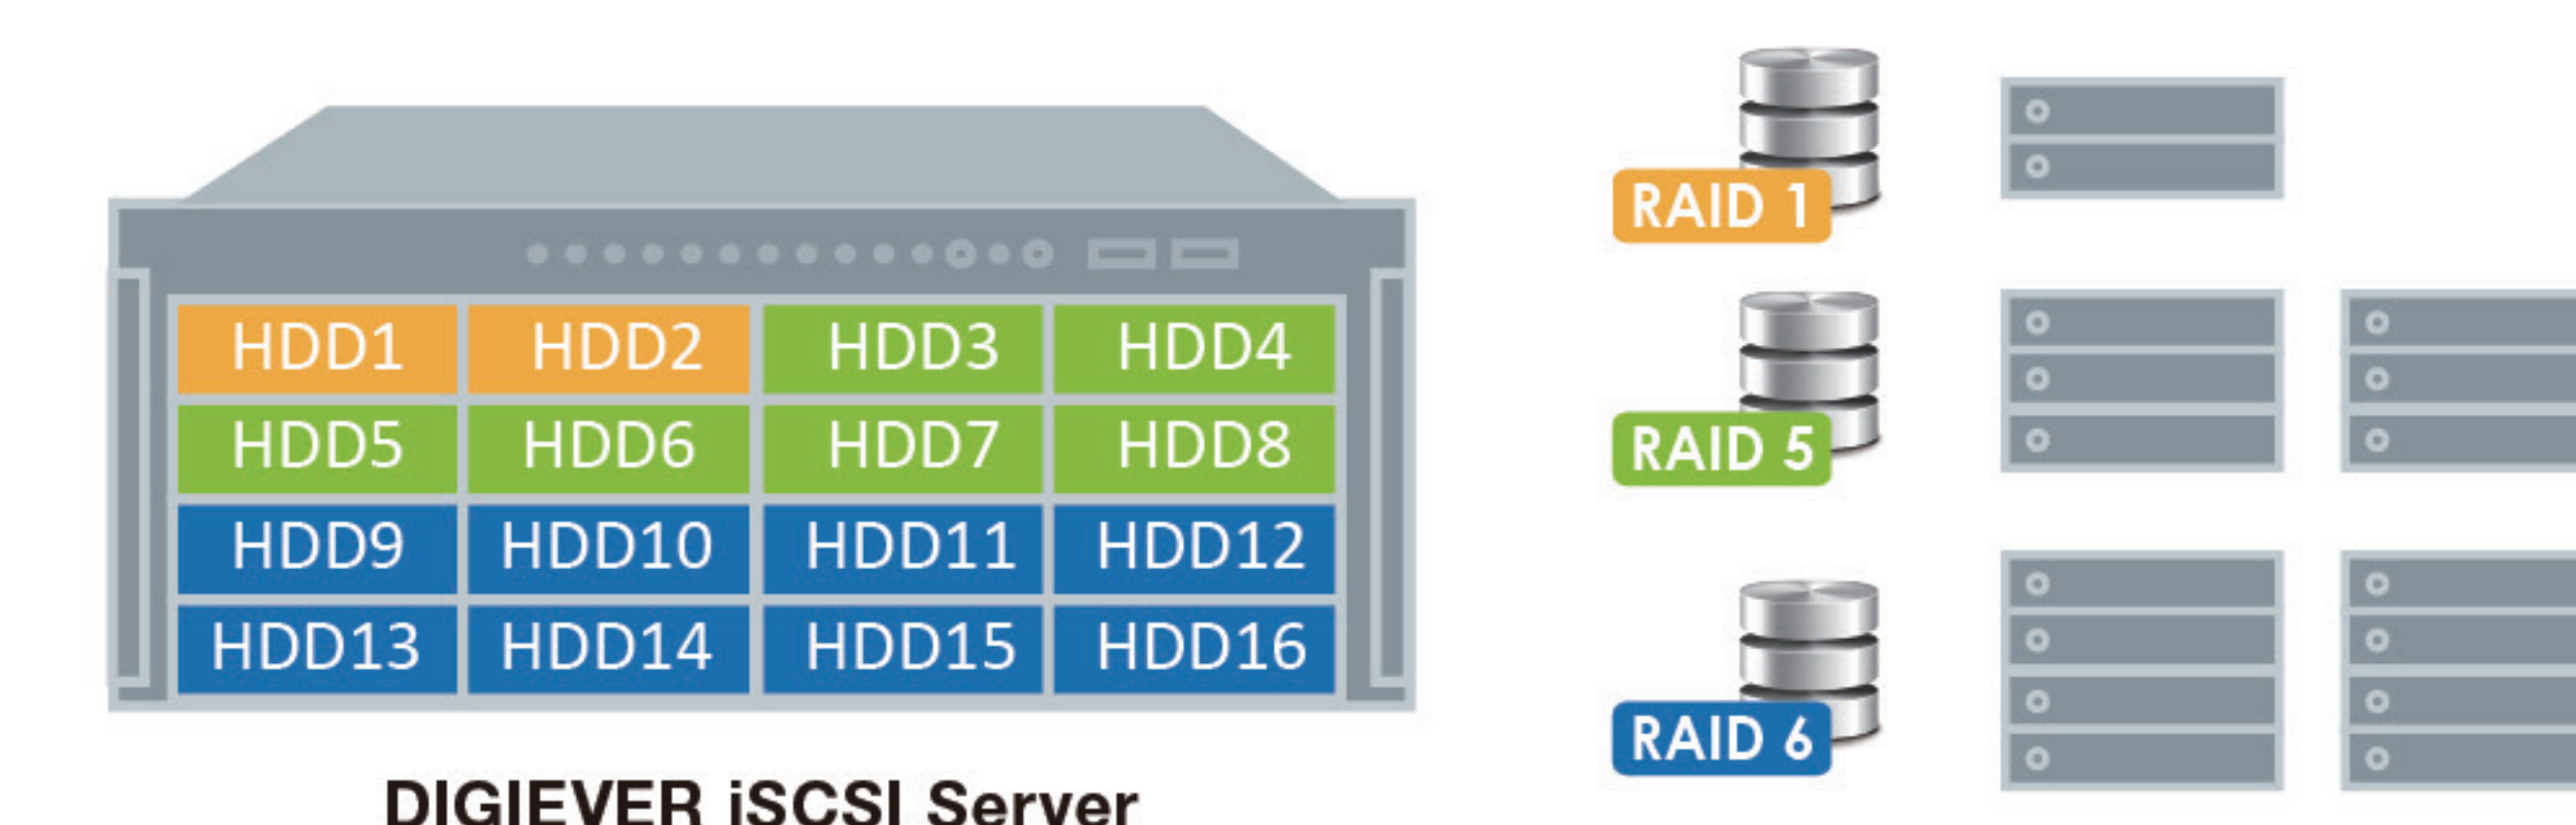 HDD1 HDD2 HDD3 HDD4
HDD5 HDD6 HDD7 HDD8
HDD9 HDD10 HDD11 HDD12
HDD13 HDD14 HDD15 HDD16
DIGIEVER iSCSI Server
RAID 1
RAID 5
RAID 6